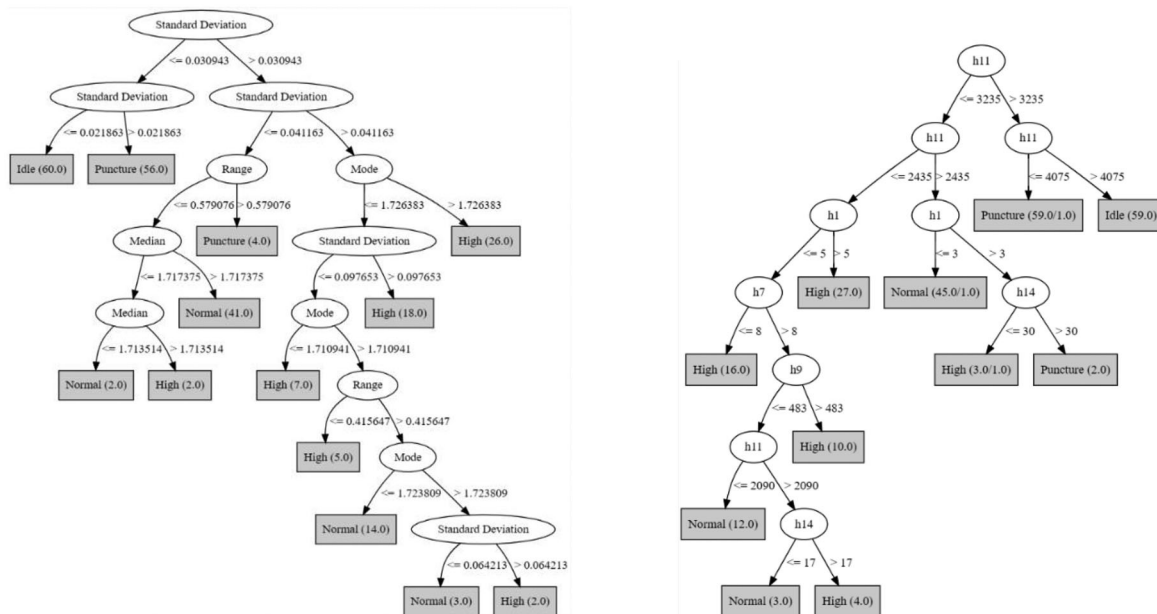 Standard Deviation
<= 0.030943 > 0.030943
Standard Deviation Standard Deviation
<= 0.021863 > 0.021863 <= 0.041163 > 0.041163
Idle (60.0) Puncture (56.0) Range Mode
<= 0.579076 > 0.579076 <= 1.726383 > 1.726383
Median Puncture (4.0) Standard Deviation High (26.0)
<= 1.717375 > 1.717375 <= 0.097653 > 0.097653
Median Normal (41.0) Mode High (18.0)
<= 1.713514 > 1.713514 <= 1.710941 > 1.710941
Normal (2.0) High (2.0) High (7.0) Range
<= 0.415647 > 0.415647
High (5.0) Mode
<= 1.723809 > 1.723809
Normal (14.0) Standard Deviation
<= 0.064213 > 0.064213
Normal (3.0) High (2.0)
h11
<= 3235 > 3235
h11 h11
<= 2435 > 2435 <= 4075 > 4075
h1 h1 Puncture (59.0/1.0) Idle (59.0)
<= 5 > 5 <= 3 > 3
h7 High (27.0) Normal (45.0/1.0) h14
<= 8 > 8 <= 30 > 30
High (16.0) h9 High (3.0/1.0) Puncture (2.0)
<= 483 > 483
h11 High (10.0)
<= 2090 > 2090
Normal (12.0) h14
<= 17 > 17
Normal (3.0) High (4.0)